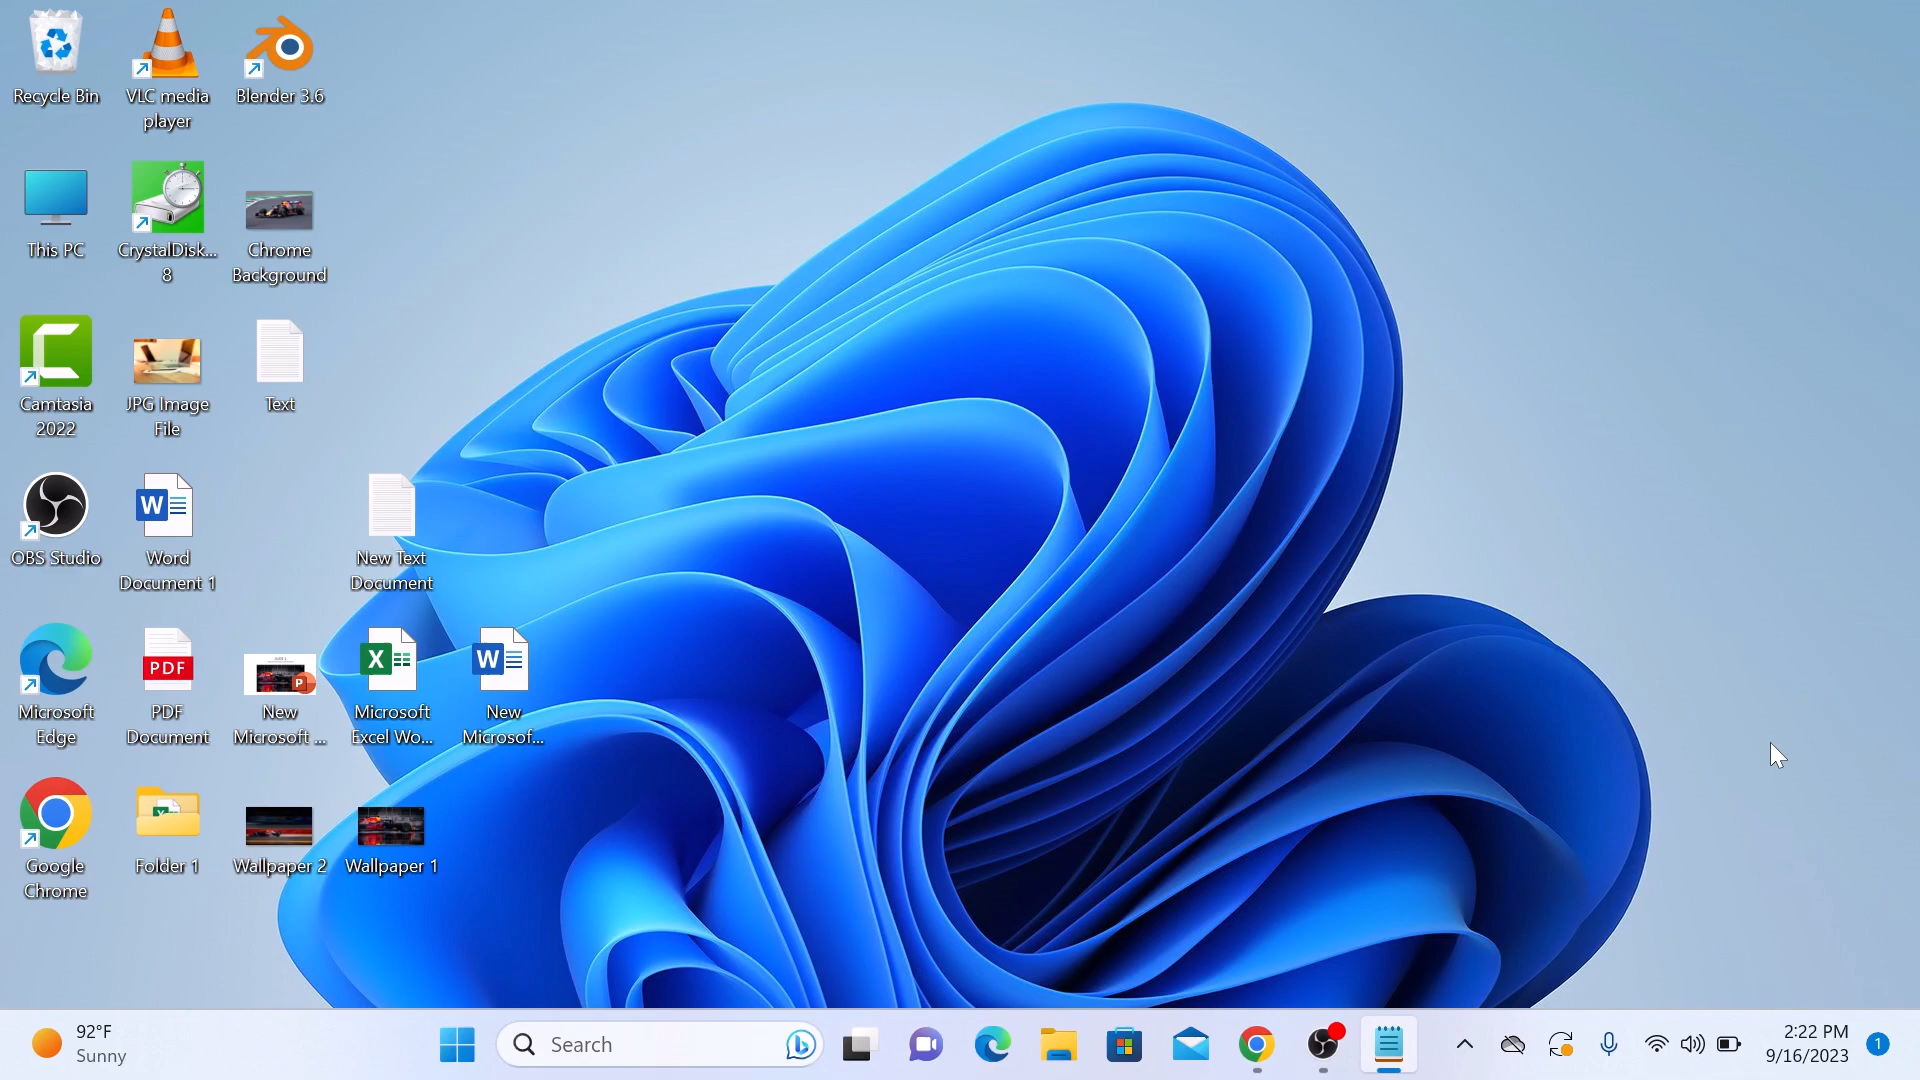 Recycle Bin
VLC media
player
Blender 3.6
This PC
CrystalDisk...
8
Chrome
Background
Camtasia
2022
JPG Image
File
Text
OBS Studio
W
Word
Document 1
New Text
Document
Microsoft
Edge
PDF
PDF
Document
P
New
Microsoft ...
X
Microsoft
Excel Wo...
W
New
Microsof...
Google
Chrome
Folder 1
Wallpaper 2
Wallpaper 1
92°F
Sunny
Search
2:22 PM
9/16/2023
1